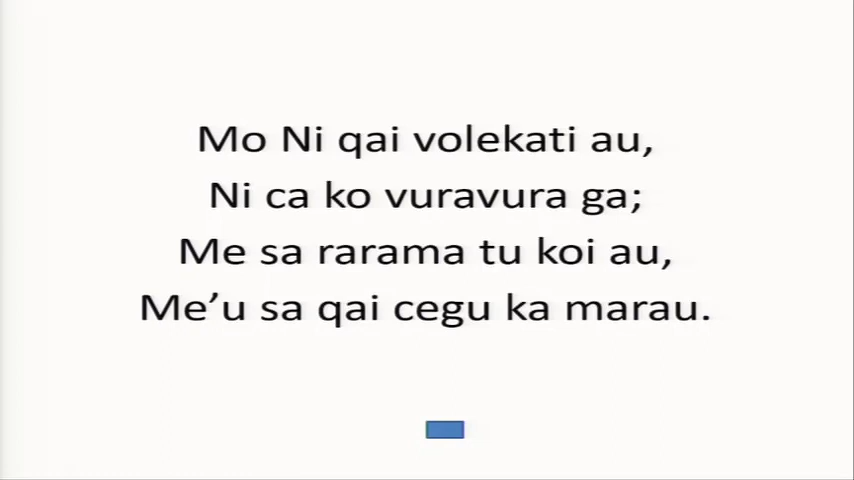 Mo Ni qai volekati au,
Ni ca ko vuravura ga;
Me sa rarama tu koi au,
Me’u sa qai cegu ka marau.